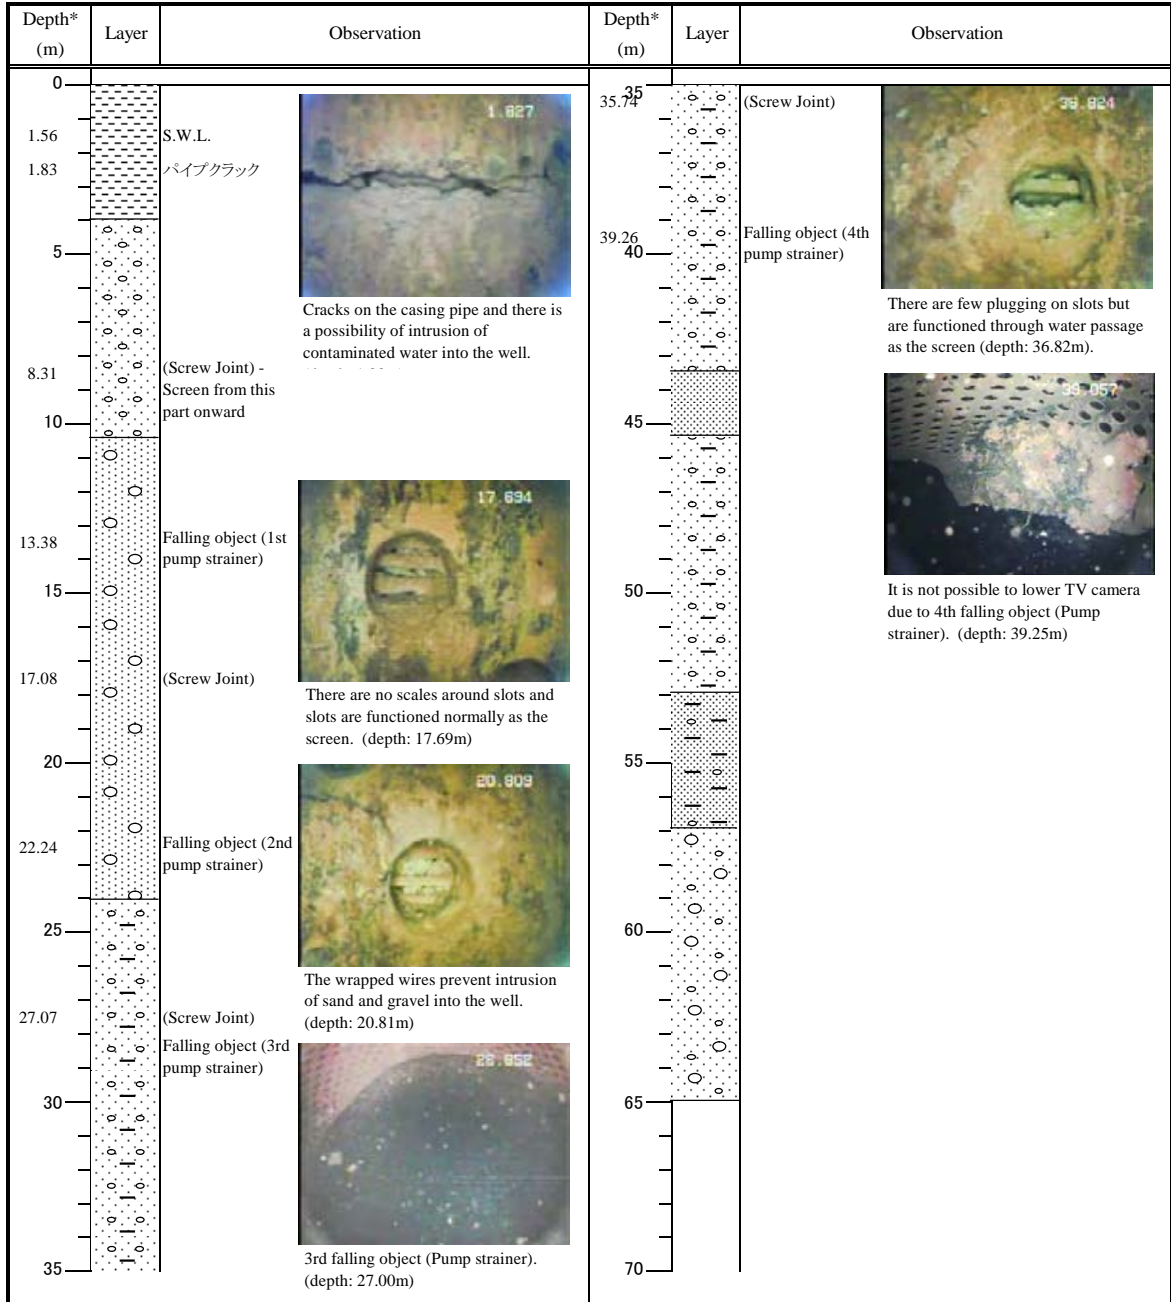 Depth*
(m)
Layer
Observation
0
1.827
1.56
S.W.L.
1.83
パイプクラック
5
Cracks on the casing pipe and there is
a possibility of intrusion of
contaminated water into the well.
8.31
(Screw Joint) -
Screen from this
part onward
10
17.694
13.38
Falling object (1st
pump strainer)
15
17.08
(Screw Joint)
There are no scales around slots and
slots are functioned normally as the
screen. (depth: 17.69m)
20
20.809
22.24
Falling object (2nd
pump strainer)
25
The wrapped wires prevent intrusion
of sand and gravel into the well.
(depth: 20.81m)
27.07
(Screw Joint)
Falling object (3rd
pump strainer)
30
3rd falling object (Pump strainer).
(depth: 27.00m)
35
Depth*
(m)
Layer
Observation
35
35.74
(Screw Joint)
39.26
Falling object (4th
pump strainer)
40
There are few plugging on slots but
are functioned through water passage
as the screen (depth: 36.82m).
39.057
45
50
It is not possible to lower TV camera
due to 4th falling object (Pump
strainer). (depth: 39.25m)
55
60
65
70